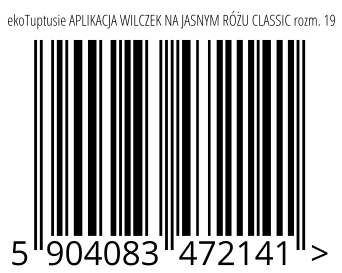 ekoTuptusie APLIKACJA WILCZEK NA JASNYM RÓŻU CLASSIC rozm. 19
5 904083 472141 >